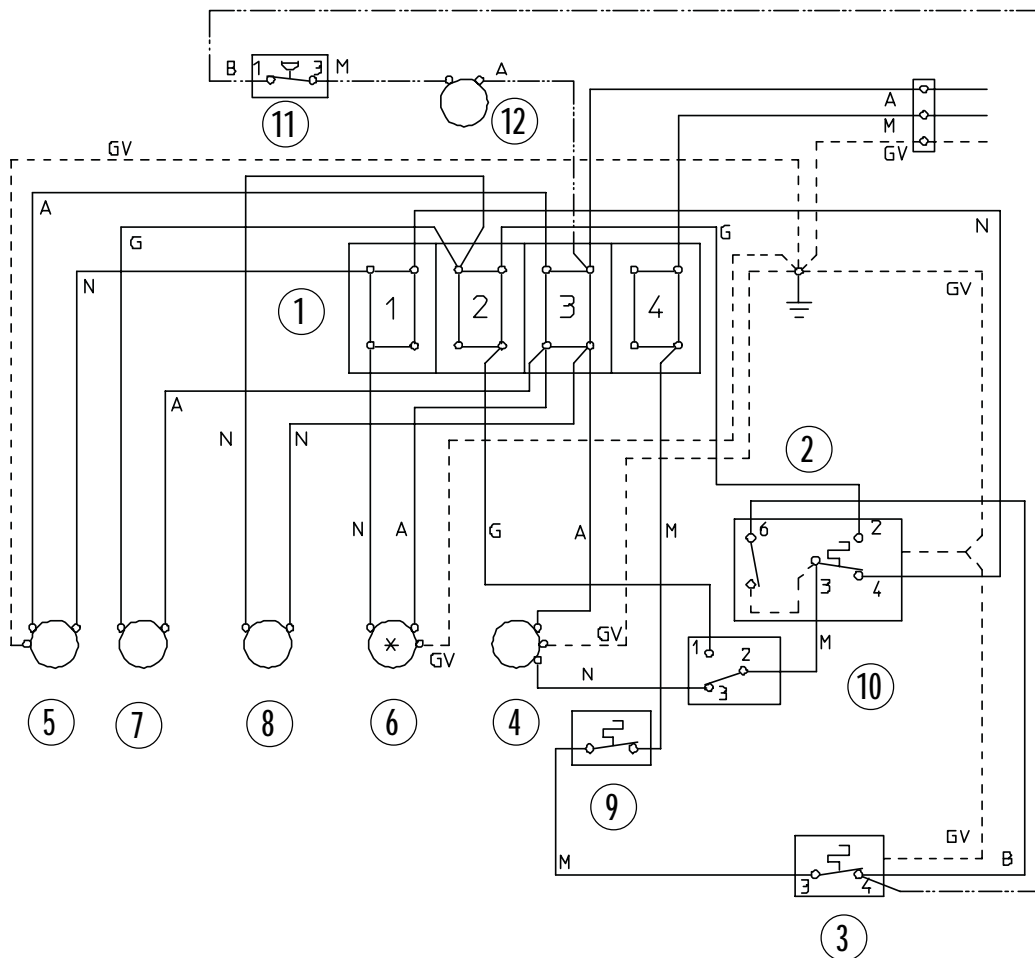 B 1 3 M A
11 12
A
M
GV
GV
A
G G N
N GV
1 1 2 3 4
A
N N
2
N A G A M
6 2
3 4
GV GV M
1 2
N 3
10
5 7 8 6 4
9
M GV B
3 4
3